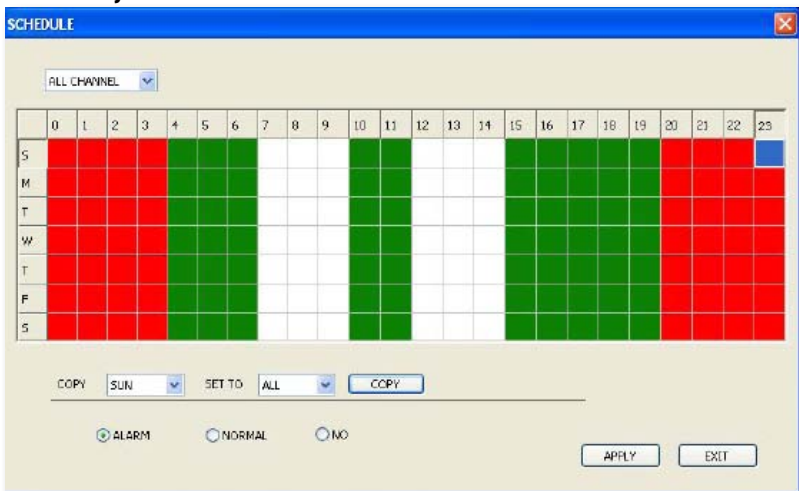 SCHEDULE
ALL CHANNEL
0 1 2 3 4 5 6 7 8 9 10 11 12 13 14 15 16 17 18 19 20 21 22 23
S
M
T
W
T
F
S
COPY SUN SET TO ALL COPY
ALARM NORMAL NO
APPLY EXIT